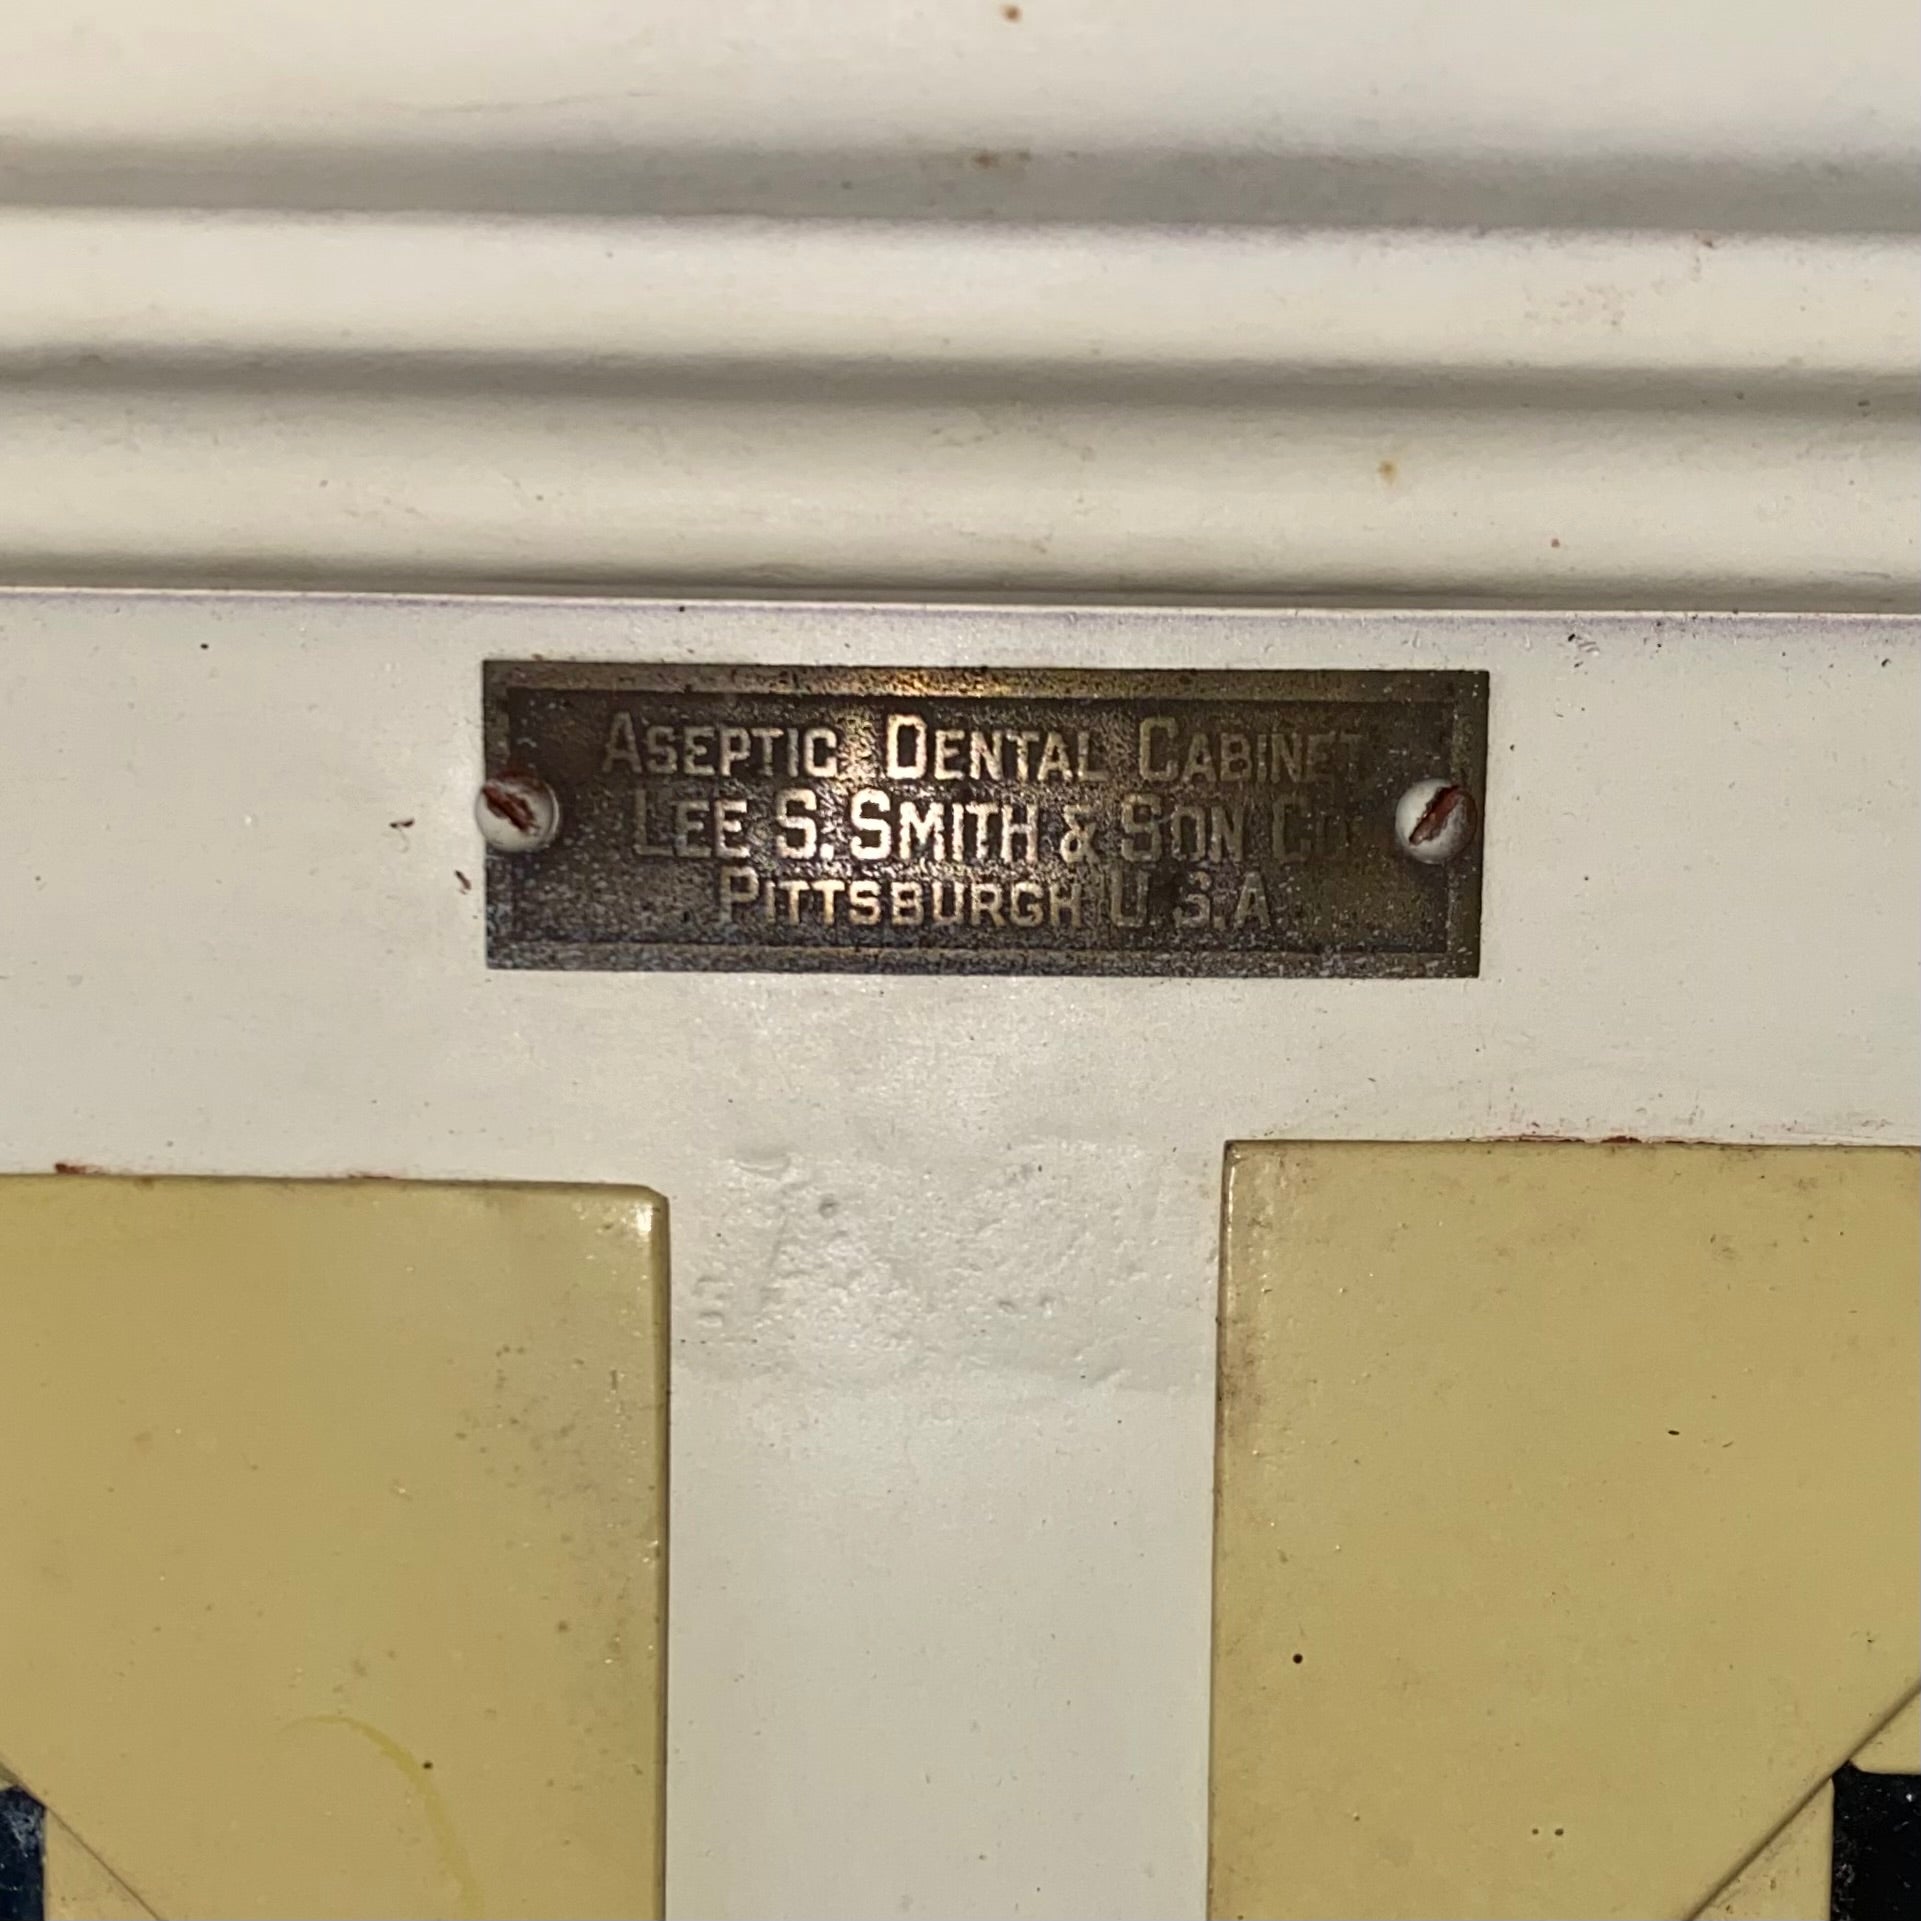 ASEPTIC DENTAL CABINET
LEE S. SMITH & SON CO.
PITTSBURGH U.S.A